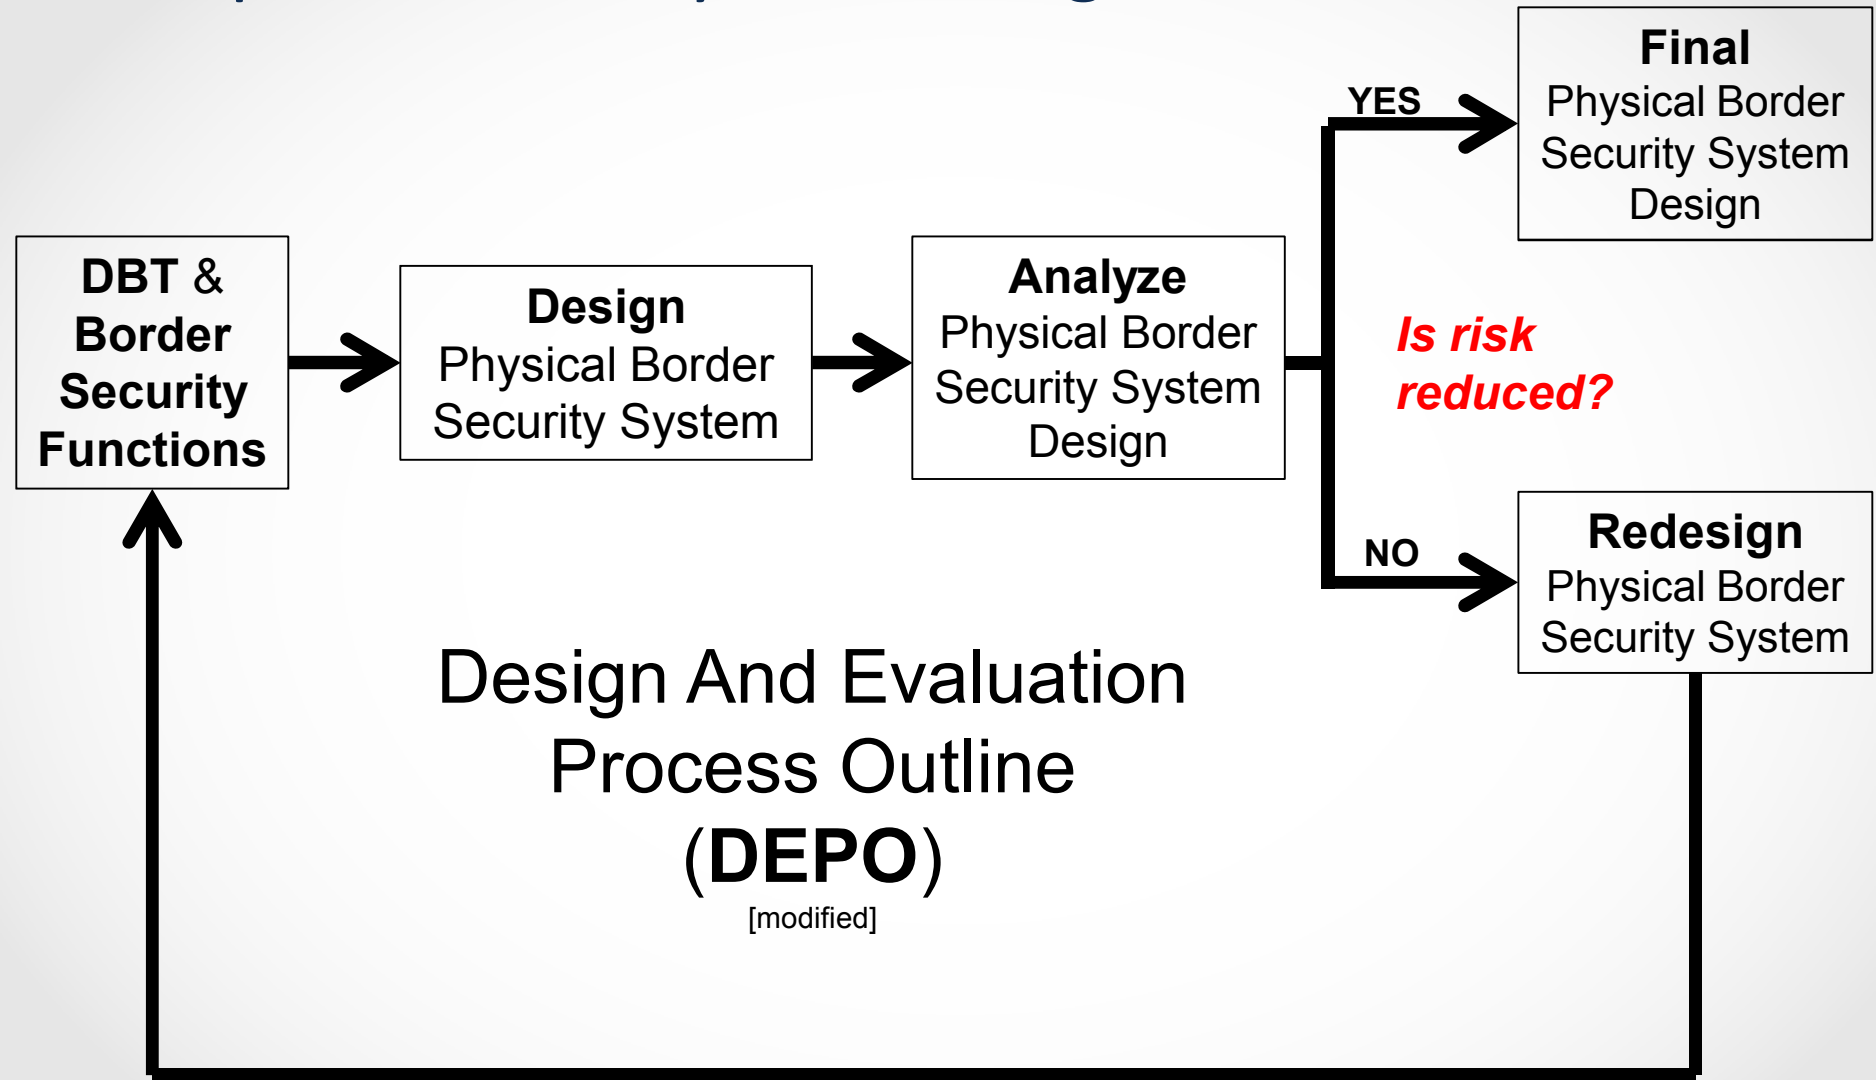 DBT &
Border
Security
Functions
Design
Physical Border
Security System
Analyze
Physical Border
Security System
Design
YES
Final
Physical Border
Security System
Design
Is risk
reduced?
NO
Redesign
Physical Border
Security System
Design And Evaluation
Process Outline
(DEPO)
[modified]